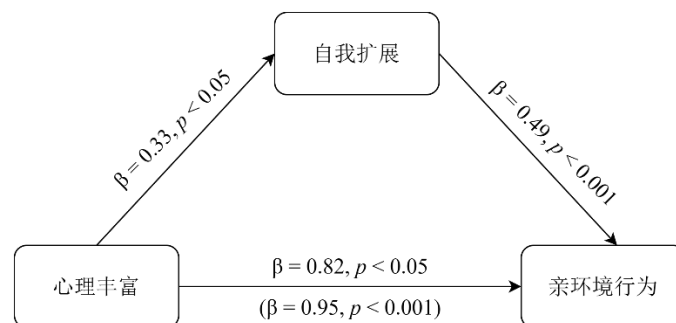 自我扩展
β = 0.33, p < 0.05
β = 0.49, p < 0.001
心理丰富
β = 0.82, p < 0.05
(β = 0.95, p < 0.001)
亲环境行为